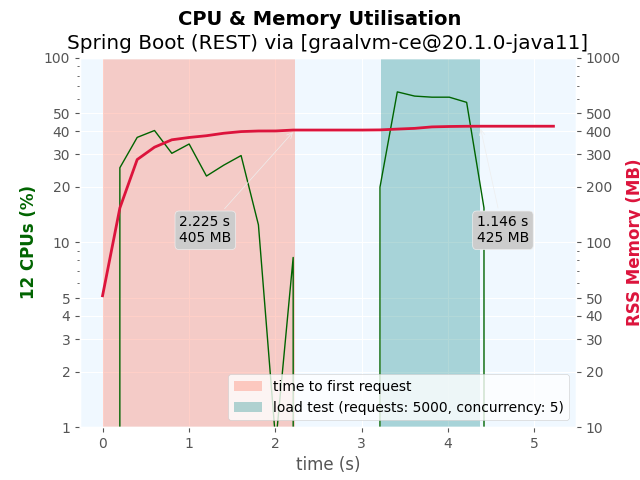 CPU & Memory Utilisation
Spring Boot (REST) via [graalvm-ce@20.1.0-java11]
100
50
40
30
20
10
5
4
3
2
1
12 CPUs (%)
1000
500
400
300
200
100
50
40
30
20
10
RSS Memory (MB)
2.225 s
405 MB
1.146 s
425 MB
time to first request
load test (requests: 5000, concurrency: 5)
0
1
2
3
4
5
time (s)